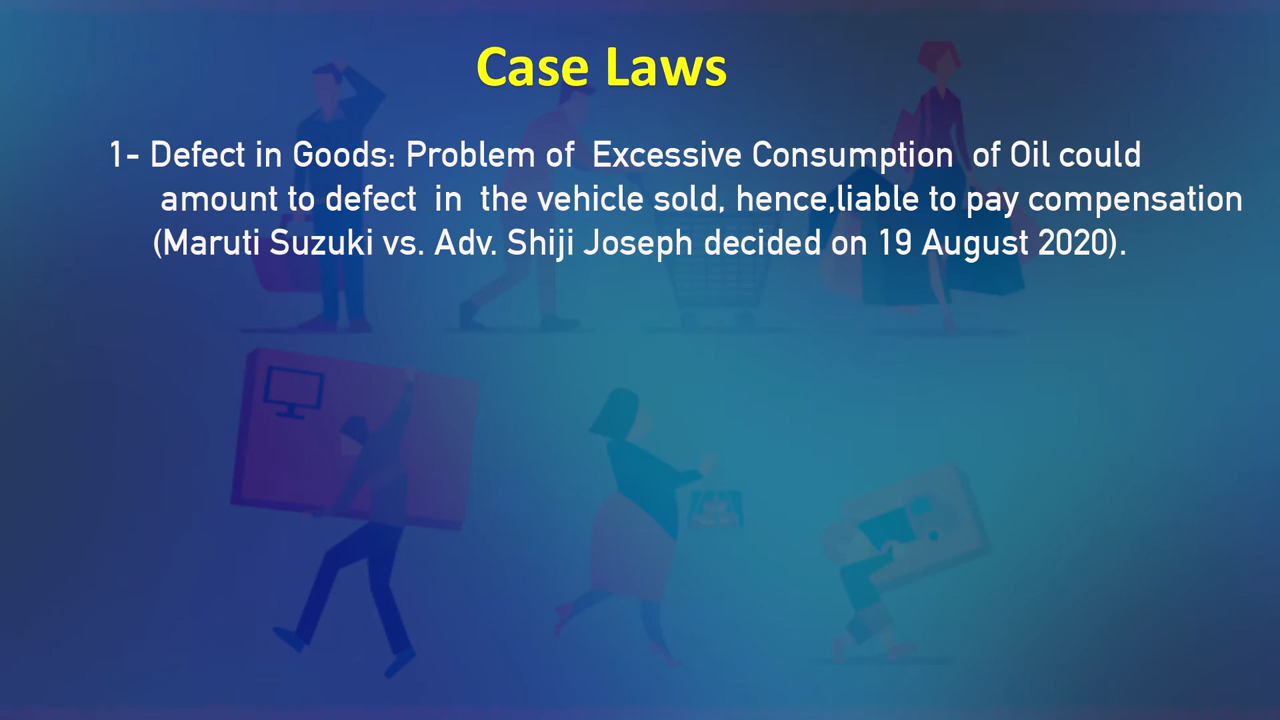 Case Laws
1- Defect in Goods: Problem of Excessive Consumption of Oil could
amount to defect in the vehicle sold, hence,liable to pay compensation
(Maruti Suzuki vs. Adv. Shiji Joseph decided on 19 August 2020).